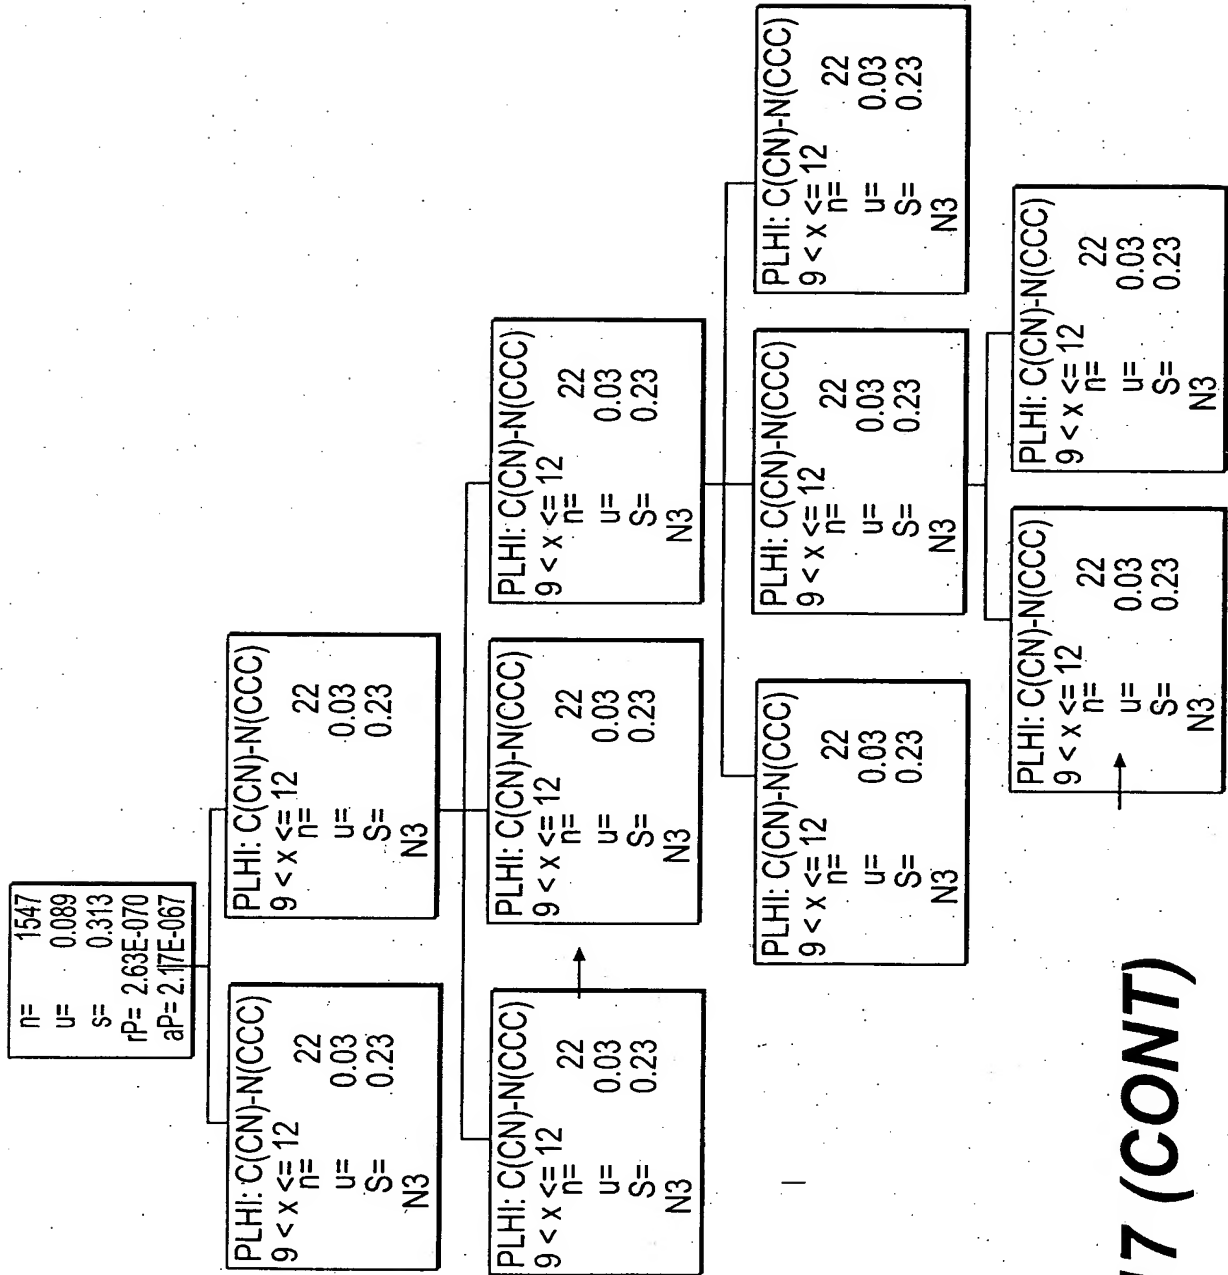 n= 1547
u= 0.089
s= 0.313
rP= 2.63E-070
aP= 2.17E-067
PLHI: C(CN)-N(CCC)
9 < x <= 12
n= 22
u= 0.03
S= 0.23
N3
PLHI: C(CN)-N(CCC)
9 < x <= 12
n= 22
u= 0.03
S= 0.23
N3
PLHI: C(CN)-N(CCC)
9 < x <= 12
n= 22
u= 0.03
S= 0.23
N3
PLHI: C(CN)-N(CCC)
9 < x <= 12
n= 22
u= 0.03
S= 0.23
N3
PLHI: C(CN)-N(CCC)
9 < x <= 12
n= 22
u= 0.03
S= 0.23
N3
PLHI: C(CN)-N(CCC)
9 < x <= 12
n= 22
u= 0.03
S= 0.23
N3
PLHI: C(CN)-N(CCC)
9 < x <= 12
n= 22
u= 0.03
S= 0.23
N3
PLHI: C(CN)-N(CCC)
9 < x <= 12
n= 22
u= 0.03
S= 0.23
N3
PLHI: C(CN)-N(CCC)
9 < x <= 12
n= 22
u= 0.03
S= 0.23
N3
PLHI: C(CN)-N(CCC)
9 < x <= 12
n= 22
u= 0.03
S= 0.23
N3
17 (CONT)